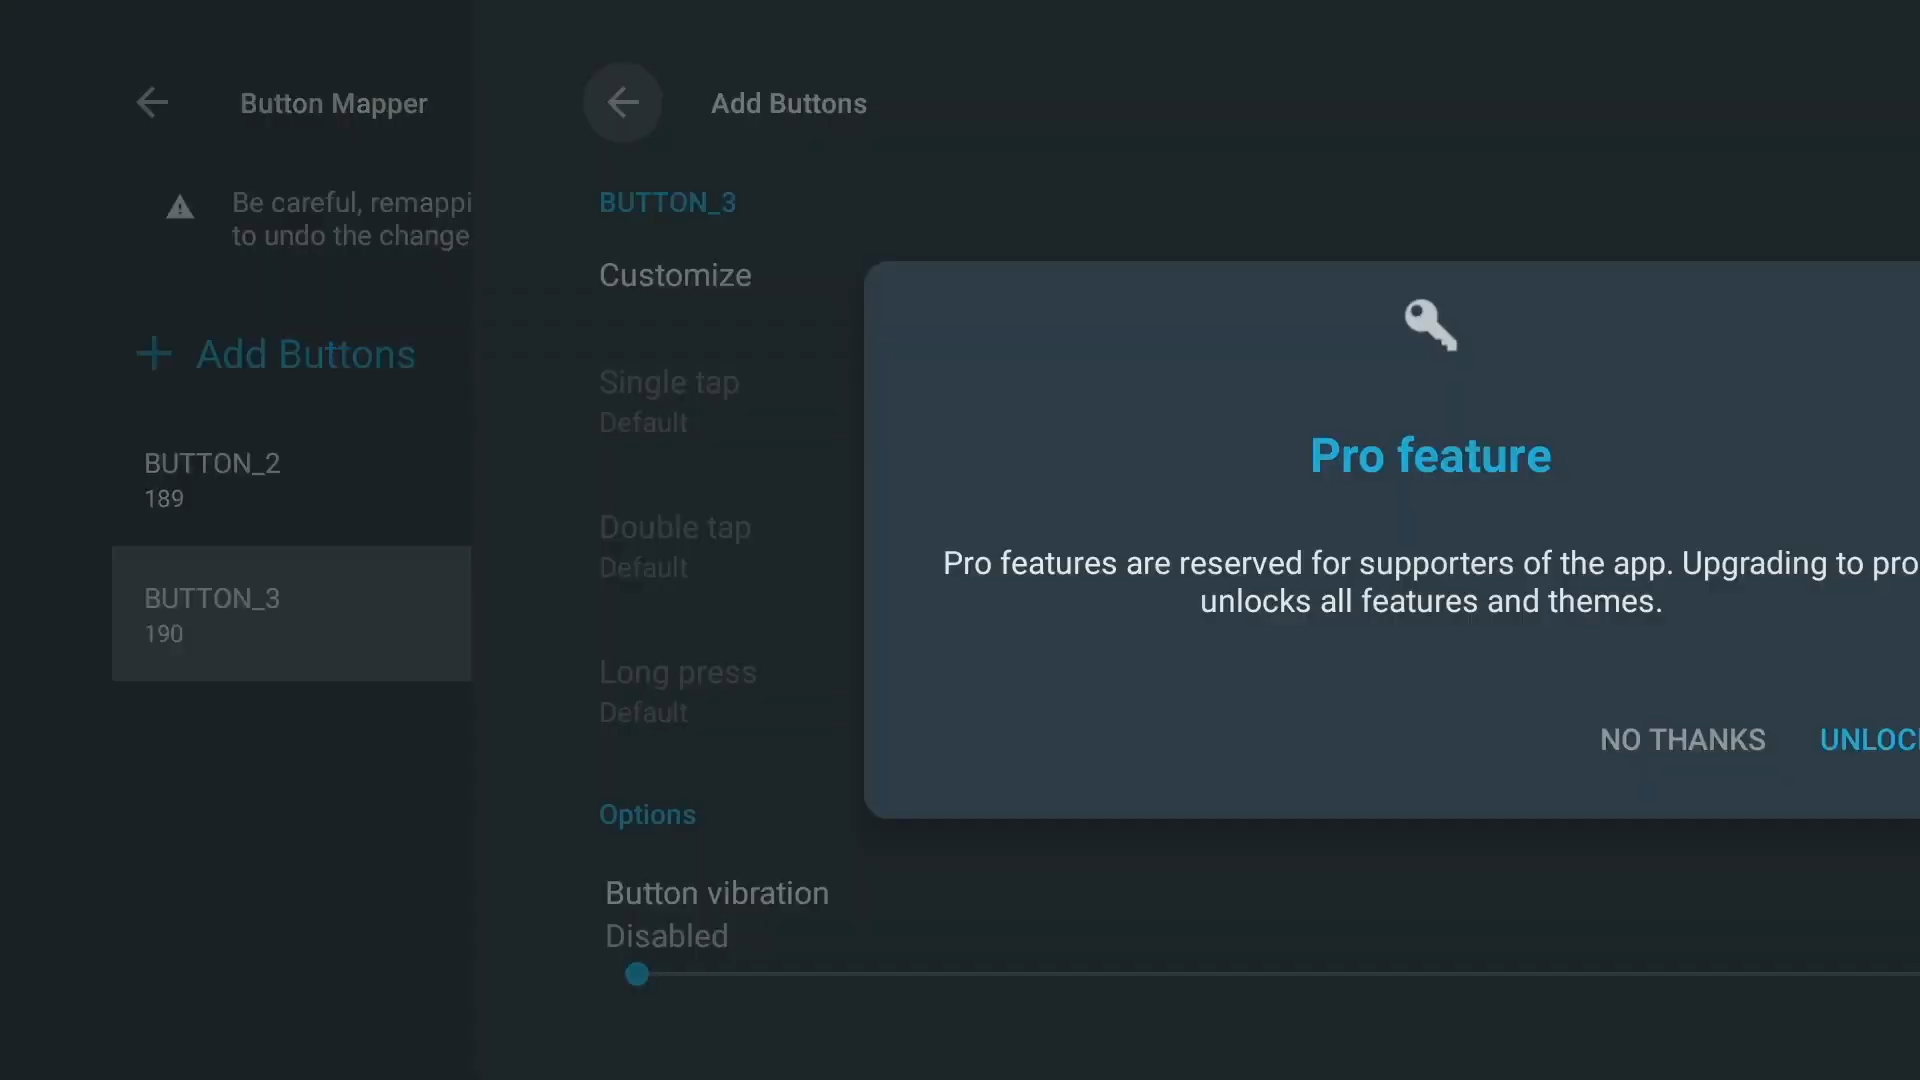 Button Mapper
Be careful, remappi
to undo the change
Add Buttons
BUTTON_2
189
BUTTON_3
190
Add Buttons
BUTTON_3
Customize
Single tap
Default
Double tap
Default
Long press
Default
Options
Button vibration
Disabled
Pro feature
Pro features are reserved for supporters of the app. Upgrading to pro
unlocks all features and themes.
NO THANKS
UNLOC